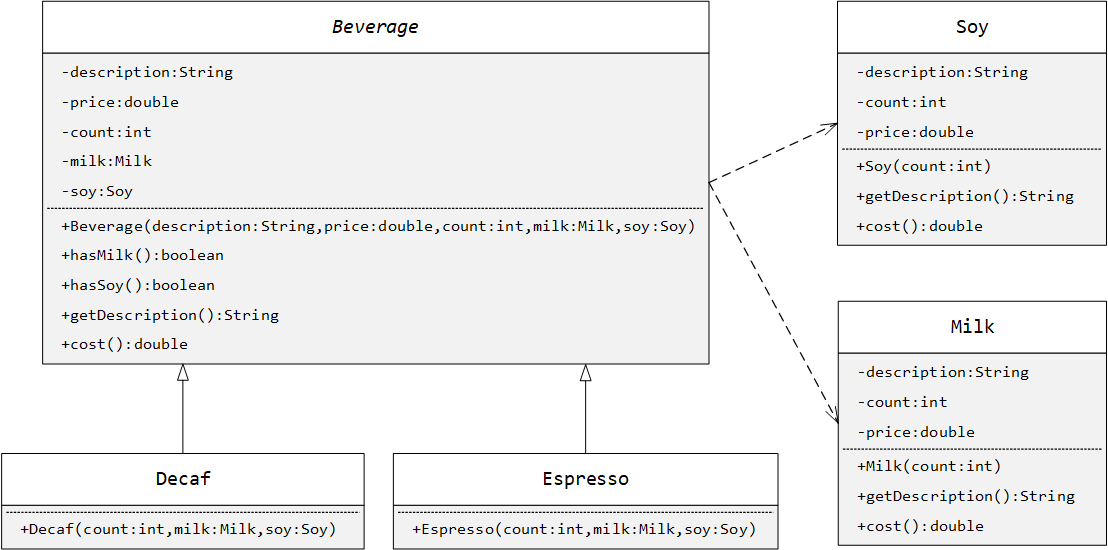 Beverage
-description:String
-price:double
-count:int
-milk:Milk
-soy:Soy
+Beverage(description:String,price:double,count:int,milk:Milk,soy:Soy)
+hasMilk():boolean
+hasSoy():boolean
+getDescription():String
+cost():double
Soy
-description:String
-count:int
-price:double
+Soy(count:int)
+getDescription():String
+cost():double
Milk
-description:String
-count:int
-price:double
+Milk(count:int)
+getDescription():String
+cost():double
Decaf
+Decaf(count:int,milk:Milk,soy:Soy)
Espresso
+Espresso(count:int,milk:Milk,soy:Soy)